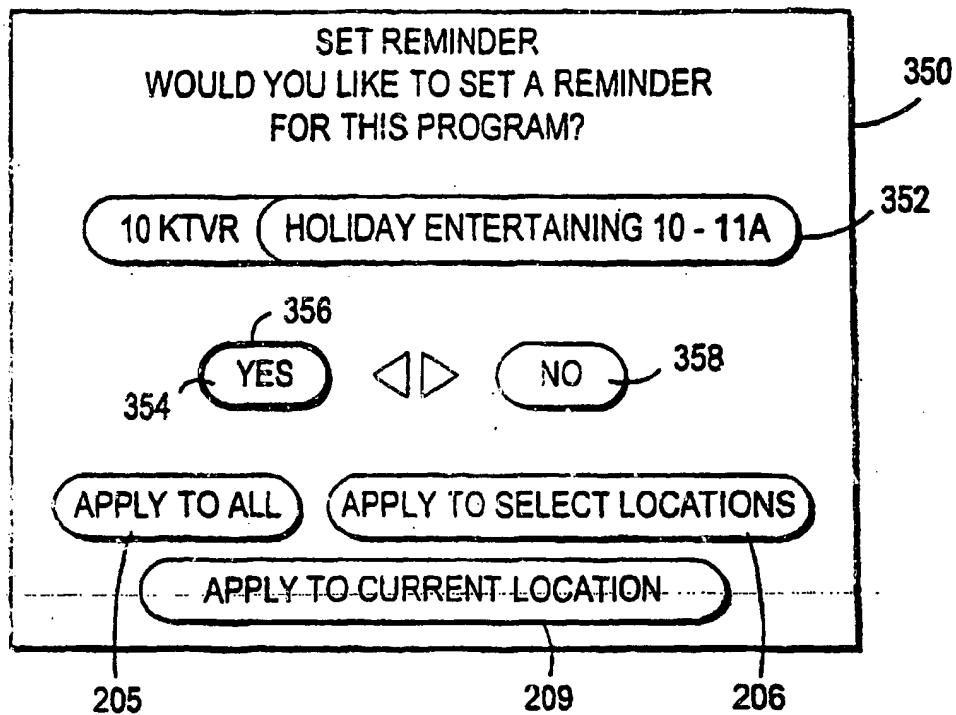 SET REMINDER
WOULD YOU LIKE TO SET A REMINDER
FOR THIS PROGRAM?
350
10 KTVR HOLIDAY ENTERTAINING 10 - 11A
352
356
YES NO
354
358
APPLY TO ALL APPLY TO SELECT LOCATIONS
APPLY TO CURRENT LOCATION
205 209 206